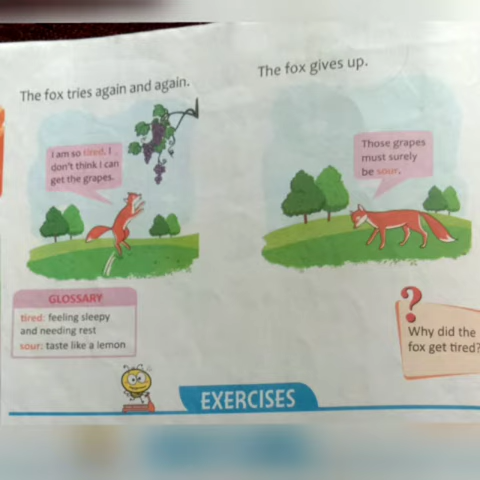 The fox tries again and again.
I am so tired. I
don't think I can
get the grapes.
The fox gives up.
Those grapes
must surely
be sour.
GLOSSARY
tired: feeling sleepy
and needing rest
sour: taste like a lemon
?
Why did the
fox get tired?
EXERCISES